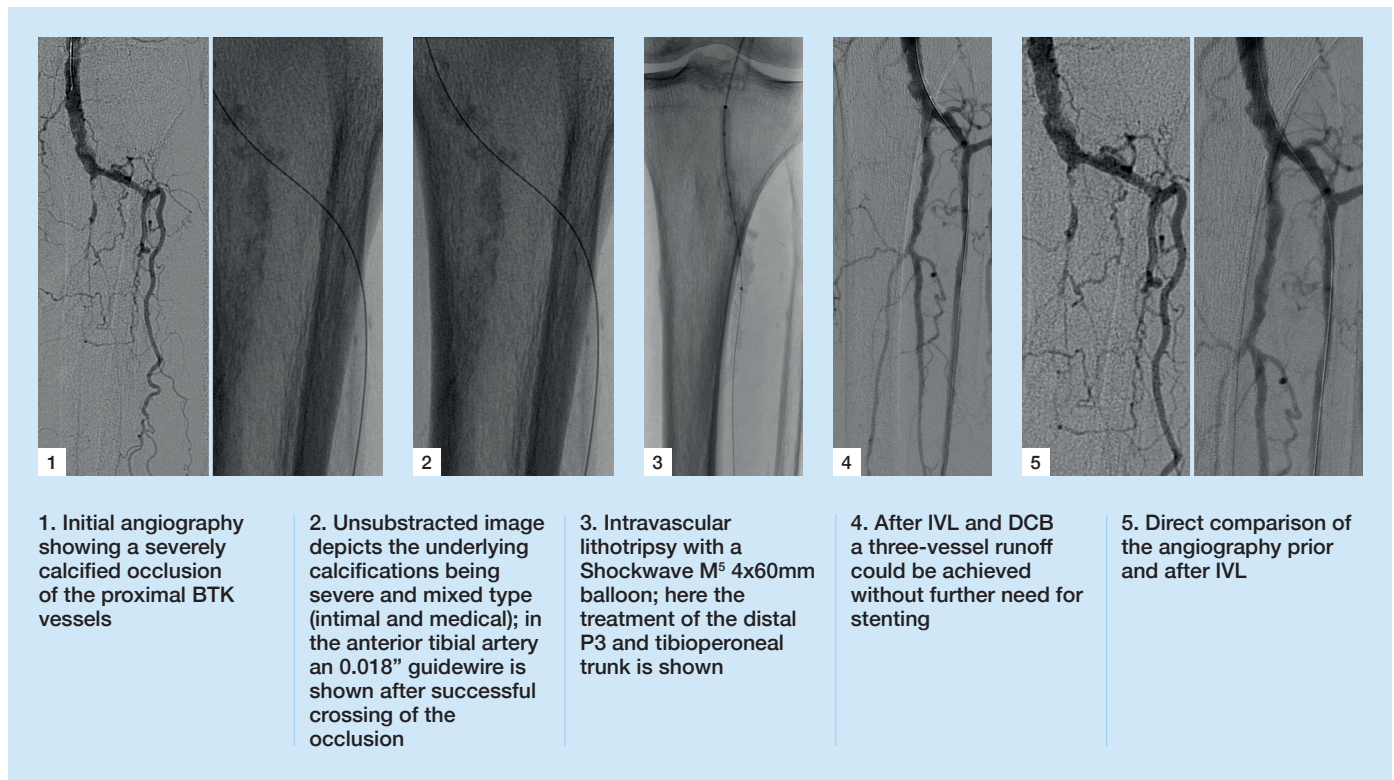 1
2
3
4
5
1. Initial angiography
showing a severely
calcified occlusion
of the proximal BTK
vessels
2. Unsubstracted image
depicts the underlying
calcifications being
severe and mixed type
(intimal and medical); in
the anterior tibial artery
an 0.018” guidewire is
shown after successful
crossing of the
occlusion
3. Intravascular
lithotripsy with a
Shockwave M⁵ 4x60mm
balloon; here the
treatment of the distal
P3 and tibioperoneal
trunk is shown
4. After IVL and DCB
a three-vessel runoff
could be achieved
without further need for
stenting
5. Direct comparison of
the angiography prior
and after IVL